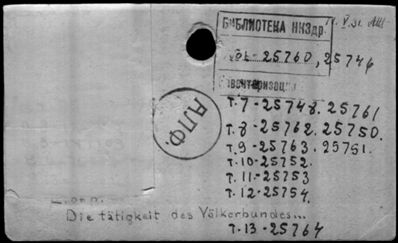 БИБЛИОТЕКА НКЗдр.
25760, 25746
т.7-25748. 25761
АЛФ.
т.8-25762. 25750.
т.9-25763. 25751.
т.10-25752.
т.11-25753
т.12-25754.
Die tätigkeit des Völkerbundes...
т.13-25764